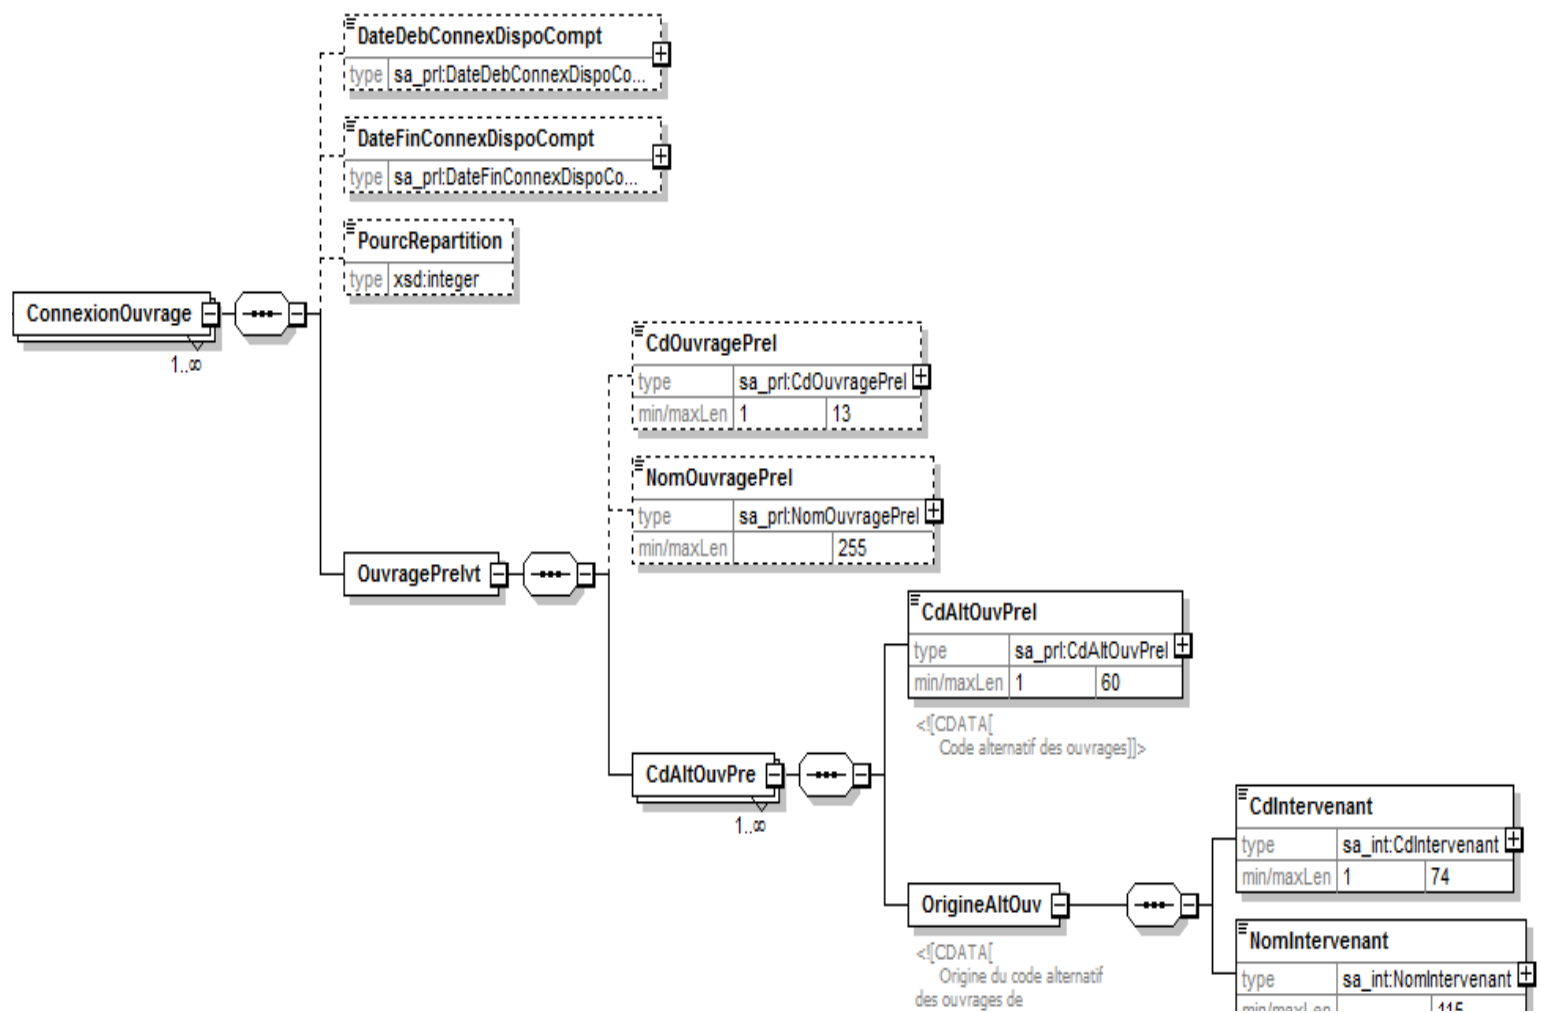 DateDebConnexDispoCompt
type sa_prl:DateDebConnexDispoCo...
DateFinConnexDispoCompt
type sa_prl:DateFinConnexDispoCo...
PourcRepartition
type xsd:integer
ConnexionOuvrage
1..∞
CdOuvragePrel
type sa_prl:CdOuvragePrel
min/maxLen 1 13
NomOuvragePrel
type sa_prl:NomOuvragePrel
min/maxLen 255
OuvragePrelvt
CdAltOuvPrel
type sa_prl:CdAltOuvPrel
min/maxLen 1 60
<![CDATA[
Code alternatif des ouvrages]]>
CdAltOuvPre
1..∞
CdIntervenant
type sa_int:CdIntervenant
min/maxLen 1 74
OrigineAltOuv
<![CDATA[
Origine du code alternatif
des ouvrages de
NomIntervenant
type sa_int:NomIntervenant
min/maxLen 115